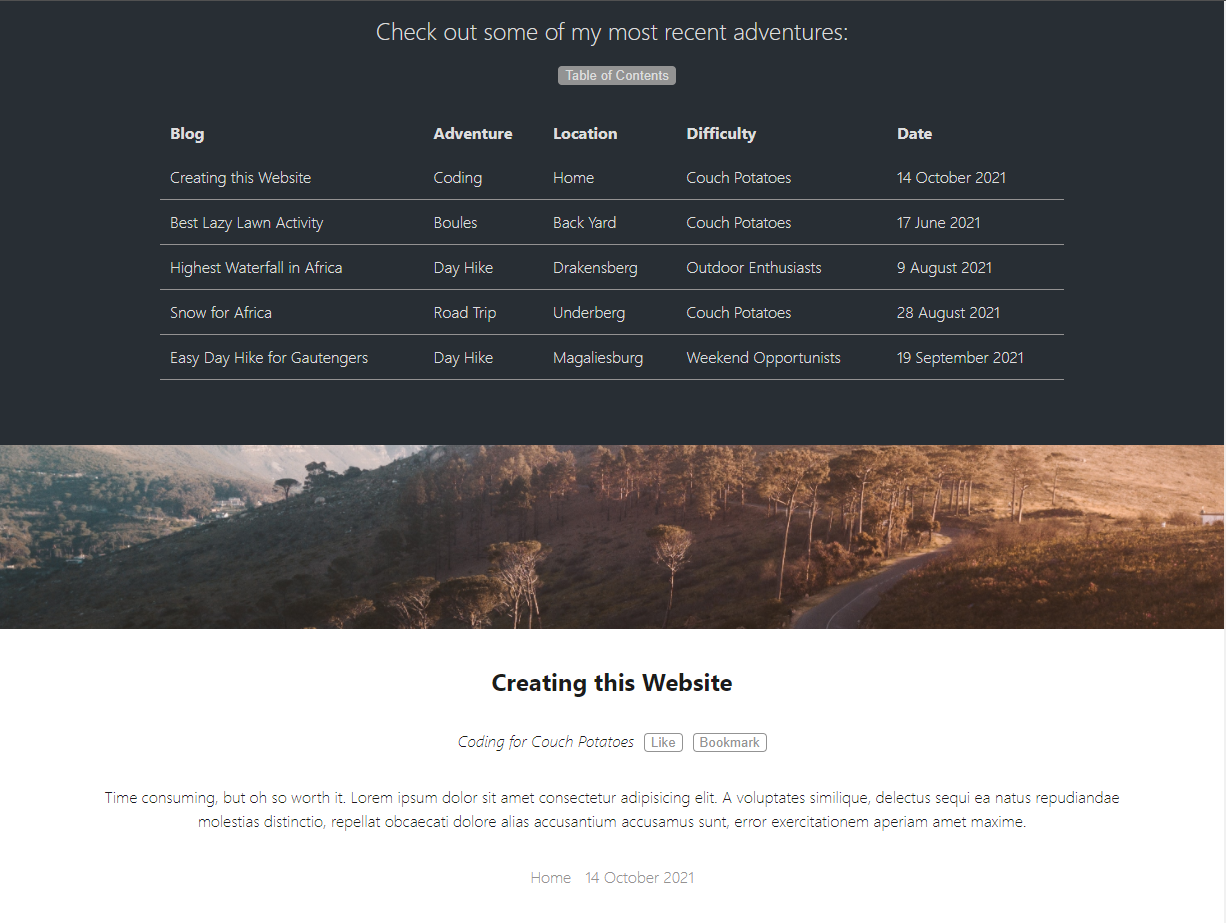 Check out some of my most recent adventures:
Table of Contents
Blog Adventure Location Difficulty Date
Creating this Website Coding Home Couch Potatoes 14 October 2021
Best Lazy Lawn Activity Boules Back Yard Couch Potatoes 17 June 2021
Highest Waterfall in Africa Day Hike Drakensberg Outdoor Enthusiasts 9 August 2021
Snow for Africa Road Trip Underberg Couch Potatoes 28 August 2021
Easy Day Hike for Gautengers Day Hike Magaliesburg Weekend Opportunists 19 September 2021
Creating this Website
Coding for Couch Potatoes Like Bookmark
Time consuming, but oh so worth it. Lorem ipsum dolor sit amet consectetur adipisicing elit. A voluptates similique, delectus sequi ea natus repudiandae
molestias distinctio, repellat obcaecati dolore alias accusantium accusamus sunt, error exercitationem aperiam amet maxime.
Home 14 October 2021